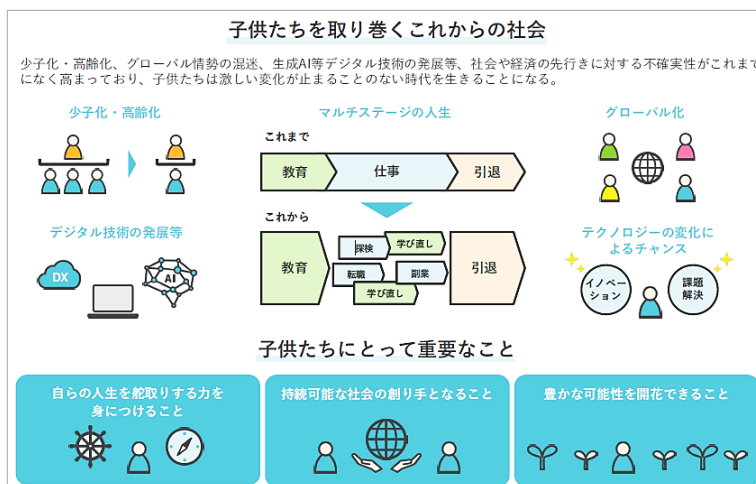 子供たちを取り巻くこれからの社会
少子化・高齢化、グローバル情勢の混迷、生成AI等デジタル技術の発展等、社会や経済の先行きに対する不確実性がこれまで
になく高まっており、子供たちは激しい変化が止まることのない時代を生きることになる。
少子化・高齢化
マルチステージの人生
グローバル化
これまで
教育
仕事
引退
これから
教育
探検
学び直し
転職
副業
学び直し
引退
デジタル技術の発展等
DX
AI
テクノロジーの変化に
よるチャンス
イノベー
ション
課題
解決
子供たちにとって重要なこと
自らの人生を舵取りする力を
身につけること
持続可能な社会の創り手となること
豊かな可能性を開花できること